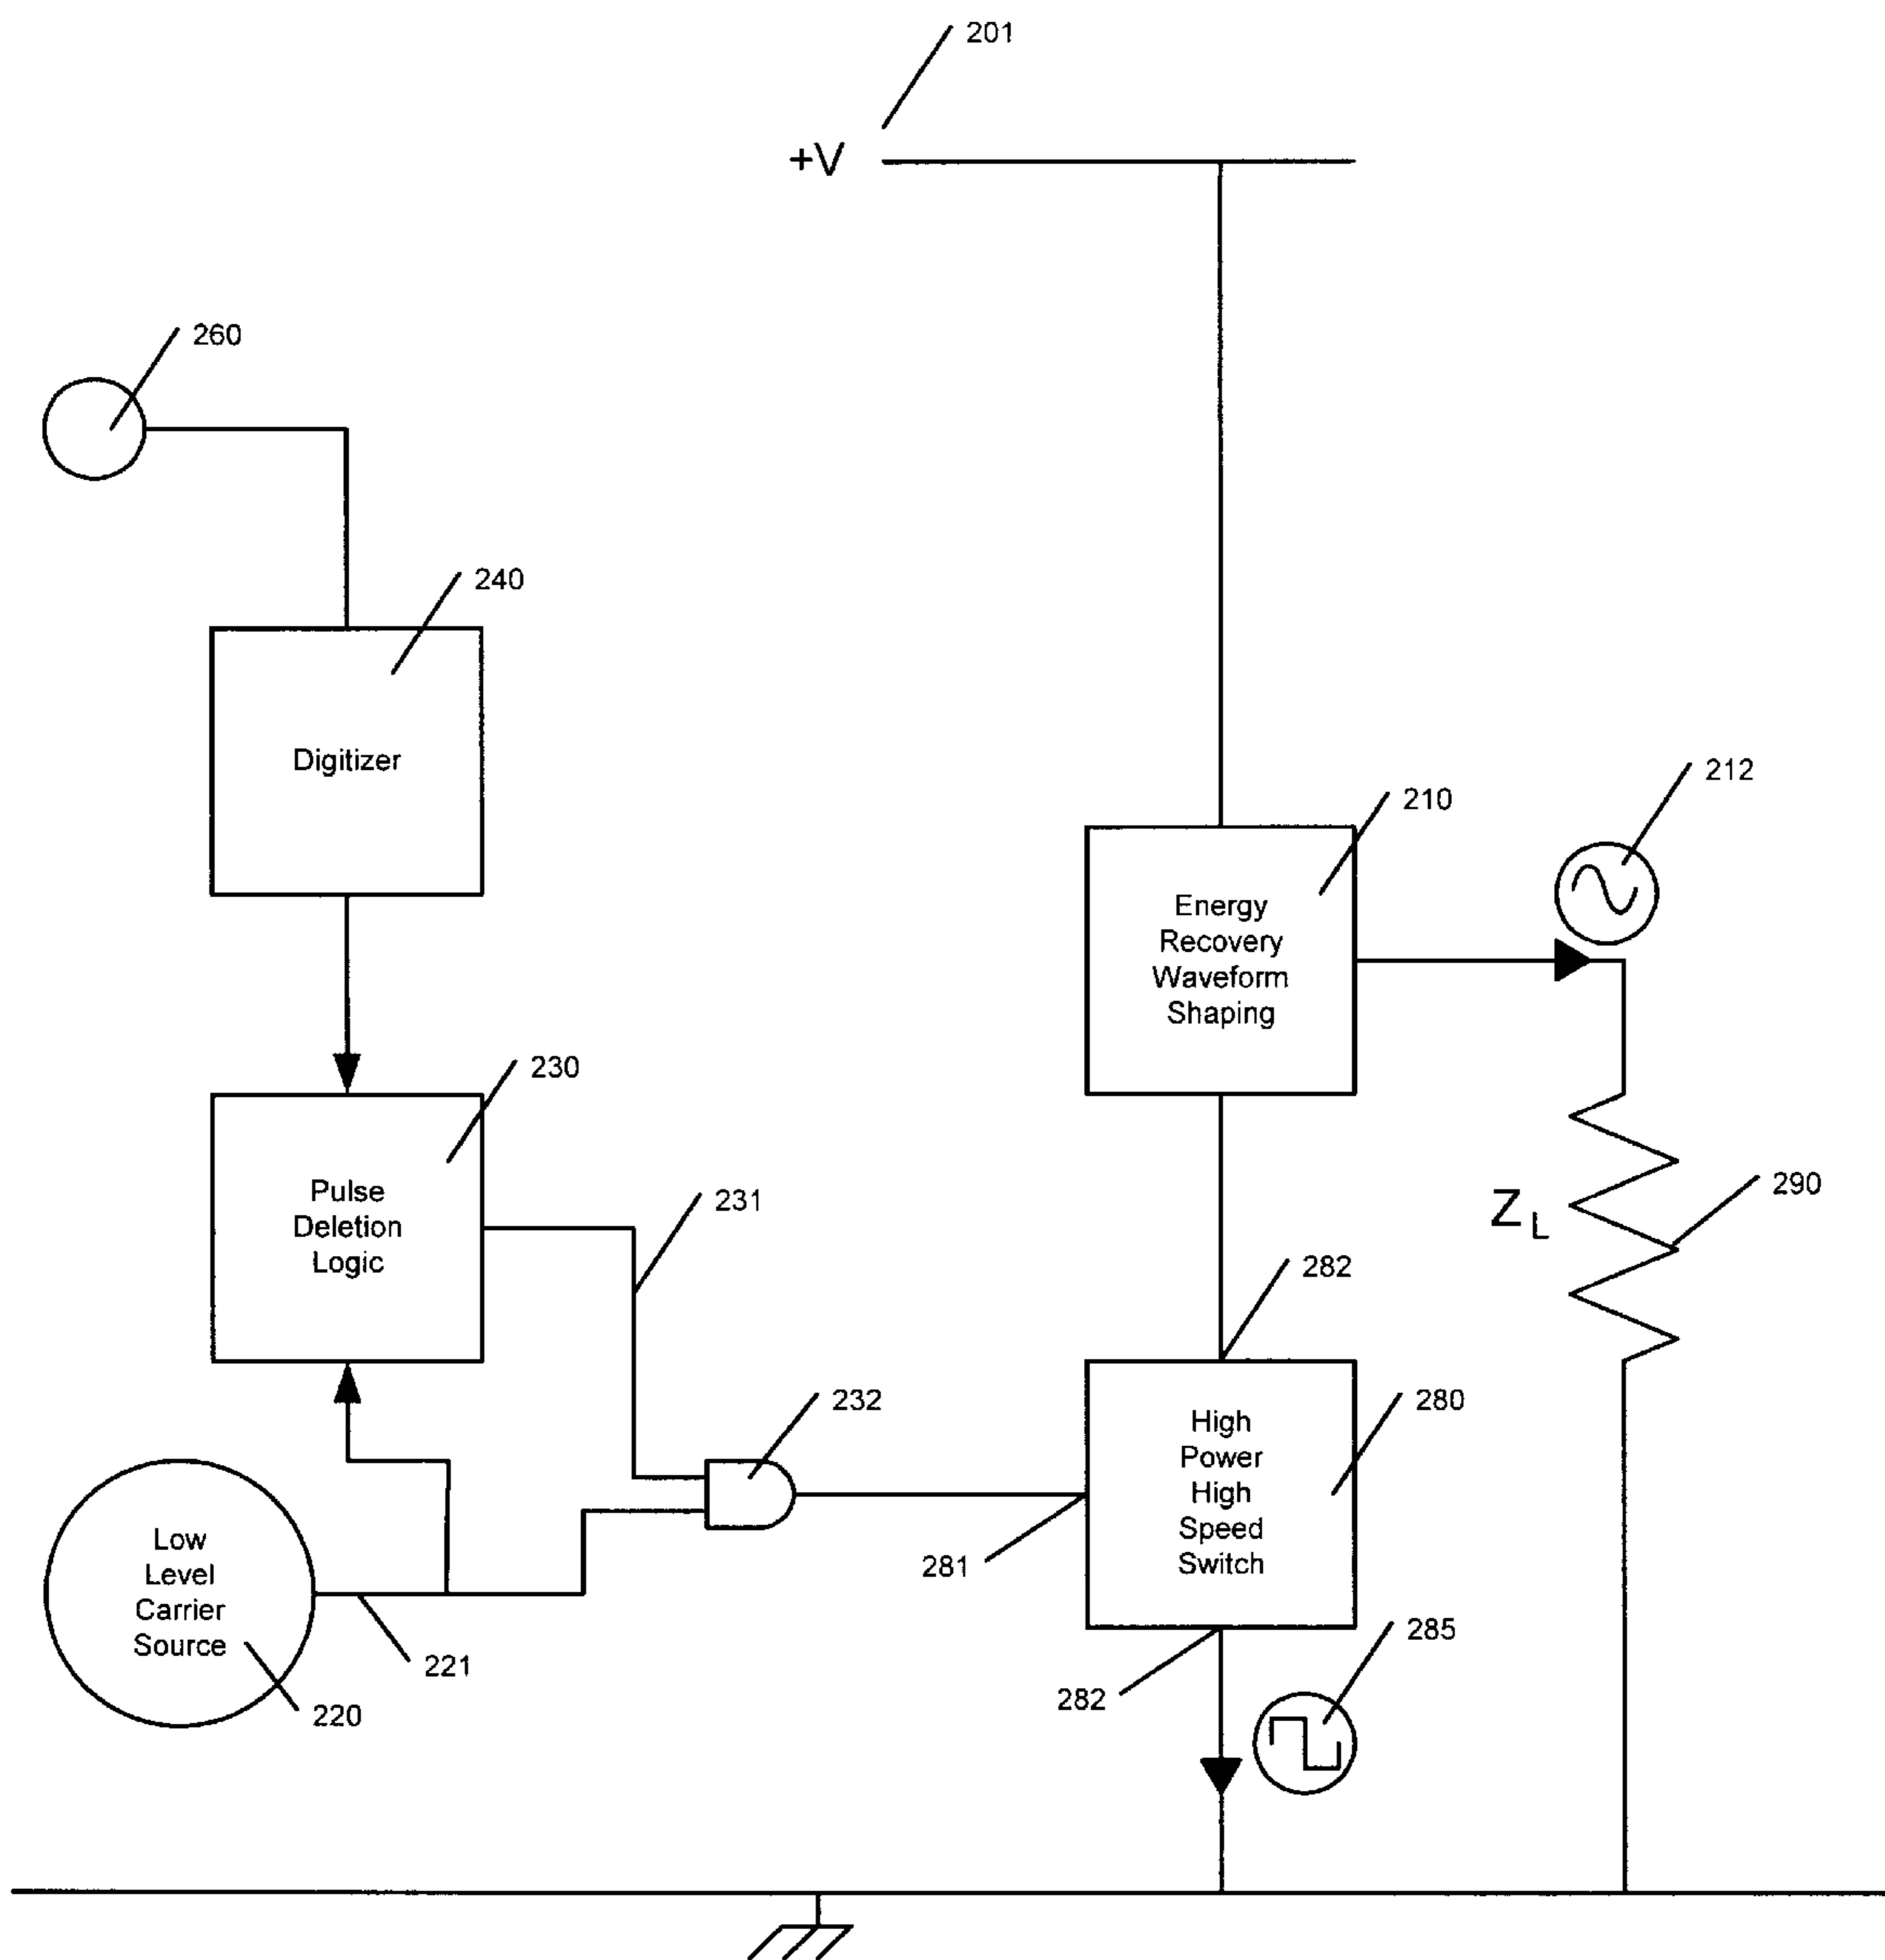 201
+V
260
240
Digitizer
212
210
Energy
Recovery
Waveform
Shaping
230
Pulse
Deletion
Logic
231
290
Z L
282
232
280
High
Power
High
Speed
Switch
281
Low
Level
Carrier
Source
221
220
285
282